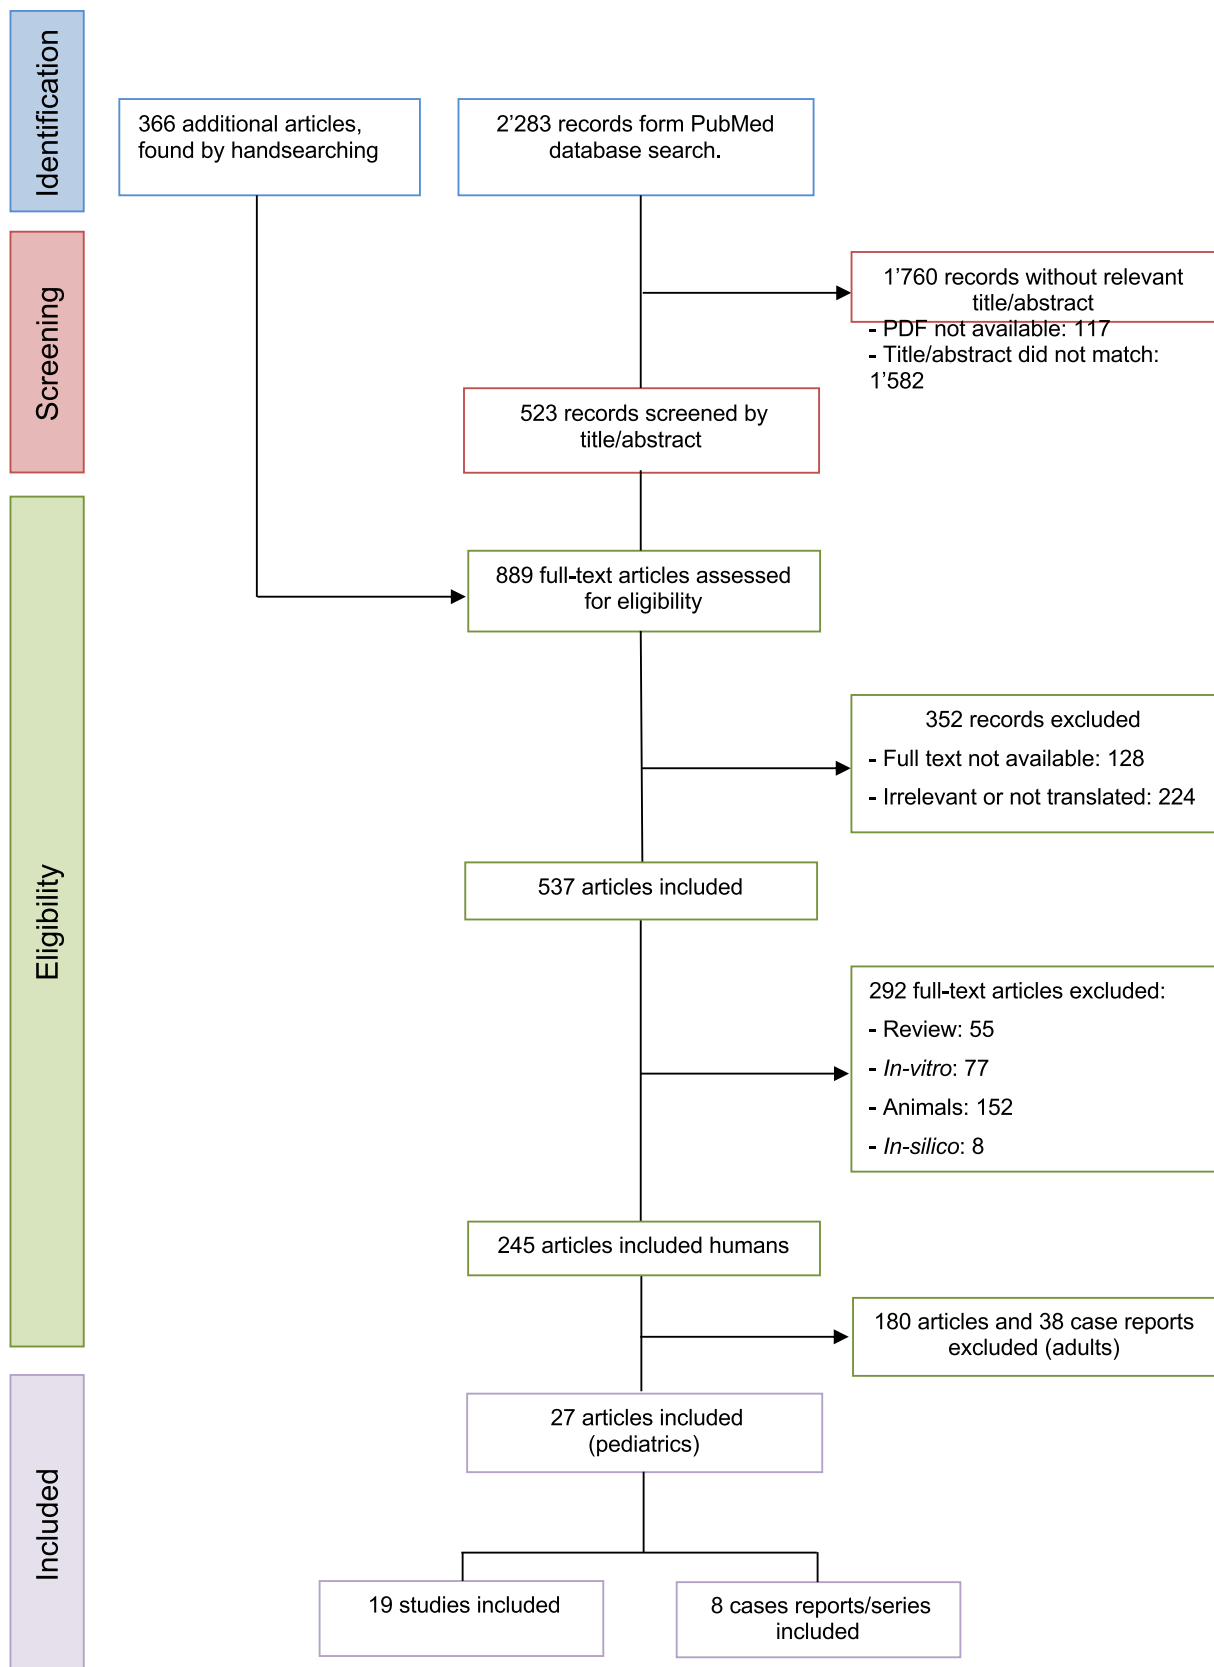 Identification
366 additional articles,
found by handsearching
2'283 records form PubMed
database search.
Screening
1'760 records without relevant
title/abstract
- PDF not available: 117
- Title/abstract did not match:
1'582
523 records screened by
title/abstract
Eligibility
889 full-text articles assessed
for eligibility
352 records excluded
- Full text not available: 128
- Irrelevant or not translated: 224
537 articles included
292 full-text articles excluded:
- Review: 55
- In-vitro: 77
- Animals: 152
- In-silico: 8
245 articles included humans
180 articles and 38 case reports
excluded (adults)
Included
27 articles included
(pediatrics)
19 studies included
8 cases reports/series
included